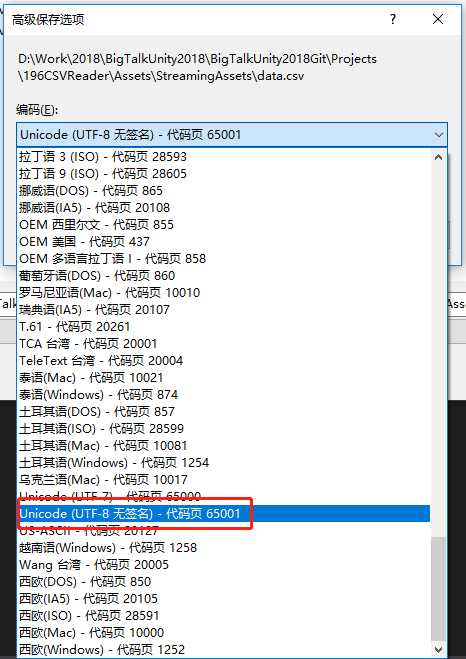 高级保存选项
D:\Work\2018\BigTalkUnity2018\BigTalkUnity2018Git\Projects
\196CSVReader\Assets\StreamingAssets\data.csv
编码(E):
Unicode (UTF-8 无签名) - 代码页 65001
拉丁语 3 (ISO) - 代码页 28593
拉丁语 9 (ISO) - 代码页 28605
挪威语(DOS) - 代码页 865
挪威语(IA5) - 代码页 20108
OEM 西里尔文 - 代码页 855
OEM 美国 - 代码页 437
OEM 多语言拉丁语 I - 代码页 858
葡萄牙语(DOS) - 代码页 860
罗马尼亚语(Mac) - 代码页 10010
瑞典语(IA5) - 代码页 20107
T.61 - 代码页 20261
TCA 台湾 - 代码页 20001
TeleText 台湾 - 代码页 20004
泰语(Mac) - 代码页 10021
泰语(Windows) - 代码页 874
土耳其语(DOS) - 代码页 857
土耳其语(ISO) - 代码页 28599
土耳其语(Mac) - 代码页 10081
土耳其语(Windows) - 代码页 1254
乌克兰语(Mac) - 代码页 10017
Unicode (UTF-7) - 代码页 65000
Unicode (UTF-8 无签名) - 代码页 65001
US-ASCII - 代码页 20127
越南语(Windows) - 代码页 1258
Wang 台湾 - 代码页 20005
西欧(DOS) - 代码页 850
西欧(IA5) - 代码页 20105
西欧(ISO) - 代码页 28591
西欧(Mac) - 代码页 10000
西欧(Windows) - 代码页 1252